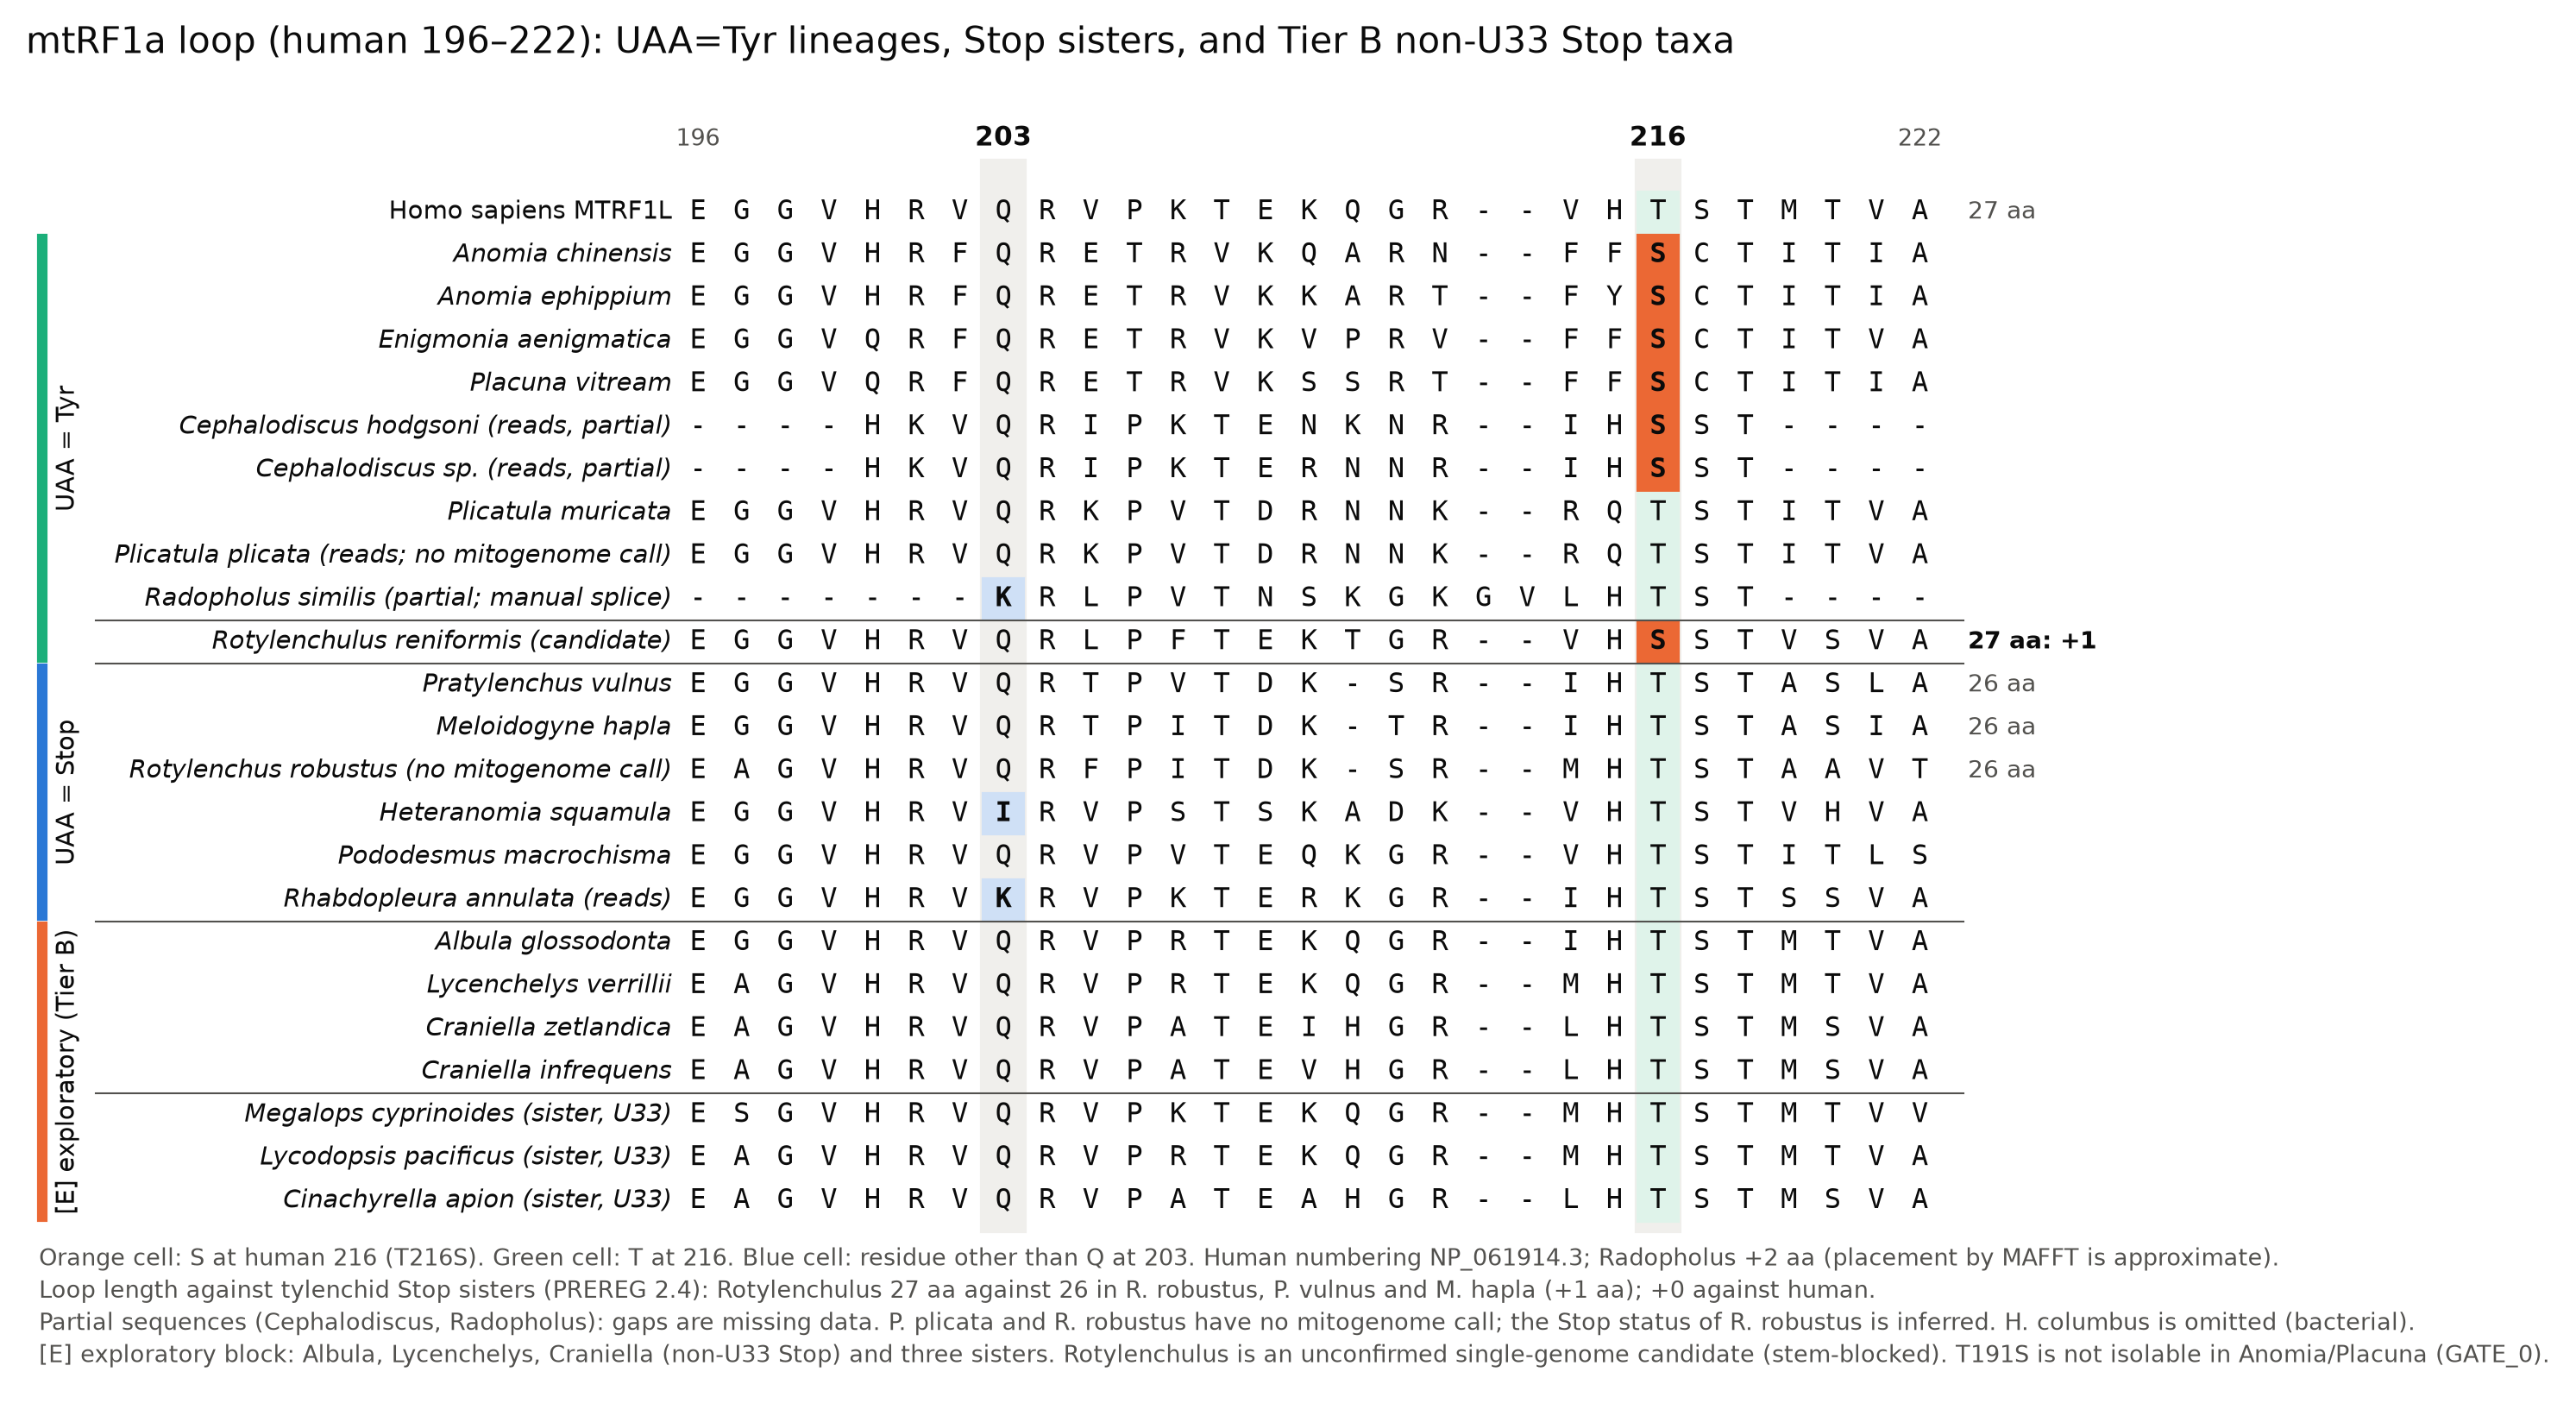 mtRF1a loop (human 196–222): UAA=Tyr lineages, Stop sisters, and Tier B non-U33 Stop taxa
196 203 216 222
Homo sapiens MTRF1L E G G V H R V Q R V P K T E K Q G R - - V H T S T M T V A 27 aa
UAA = Tyr
Anomia chinensis E G G V H R F Q R E T R V K Q A R N - - F F S C T I T I A
Anomia ephippium E G G V H R F Q R E T R V K K A R T - - F Y S C T I T I A
Enigmonia aenigmatica E G G V Q R F Q R E T R V K V P R V - - F F S C T I T V A
Placuna vitream E G G V Q R F Q R E T R V K S S R T - - F F S C T I T I A
Cephalodiscus hodgsoni (reads, partial) - - - - H K V Q R I P K T E N K N R - - I H S S T - - - -
Cephalodiscus sp. (reads, partial) - - - - H K V Q R I P K T E R N N R - - I H S S T - - - -
Plicatula muricata E G G V H R V Q R K P V T D R N N K - - R Q T S T I T V A
Plicatula plicata (reads; no mitogenome call) E G G V H R V Q R K P V T D R N N K - - R Q T S T I T V A
Radopholus similis (partial; manual splice) - - - - - - - K R L P V T N S K G K G V L H T S T - - - -
Rotylenchulus reniformis (candidate) E G G V H R V Q R L P F T E K T G R - - V H S S T V S V A 27 aa: +1
UAA = Stop
Pratylenchus vulnus E G G V H R V Q R T P V T D K - S R - - I H T S T A S L A 26 aa
Meloidogyne hapla E G G V H R V Q R T P I T D K - T R - - I H T S T A S I A 26 aa
Rotylenchus robustus (no mitogenome call) E A G V H R V Q R F P I T D K - S R - - M H T S T A A V T 26 aa
Heteranomia squamula E G G V H R V I R V P S T S K A D K - - V H T S T V H V A
Pododesmus macrochisma E G G V H R V Q R V P V T E Q K G R - - V H T S T I T L S
Rhabdopleura annulata (reads) E G G V H R V K R V P K T E R K G R - - I H T S T S S V A
[E] exploratory (Tier B)
Albula glossodonta E G G V H R V Q R V P R T E K Q G R - - I H T S T M T V A
Lycenchelys verrillii E A G V H R V Q R V P R T E K Q G R - - M H T S T M T V A
Craniella zetlandica E A G V H R V Q R V P A T E I H G R - - L H T S T M S V A
Craniella infrequens E A G V H R V Q R V P A T E V H G R - - L H T S T M S V A
Megalops cyprinoides (sister, U33) E S G V H R V Q R V P K T E K Q G R - - M H T S T M T V V
Lycodopsis pacificus (sister, U33) E A G V H R V Q R V P R T E K Q G R - - M H T S T M T V A
Cinachyrella apion (sister, U33) E A G V H R V Q R V P A T E A H G R - - L H T S T M S V A
Orange cell: S at human 216 (T216S). Green cell: T at 216. Blue cell: residue other than Q at 203. Human numbering NP_061914.3; Radopholus +2 aa (placement by MAFFT is approximate).
Loop length against tylenchid Stop sisters (PREREG 2.4): Rotylenchulus 27 aa against 26 in R. robustus, P. vulnus and M. hapla (+1 aa); +0 against human.
Partial sequences (Cephalodiscus, Radopholus): gaps are missing data. P. plicata and R. robustus have no mitogenome call; the Stop status of R. robustus is inferred. H. columbus is omitted (bacterial).
[E] exploratory block: Albula, Lycenchelys, Craniella (non-U33 Stop) and three sisters. Rotylenchulus is an unconfirmed single-genome candidate (stem-blocked). T191S is not isolable in Anomia/Placuna (GATE_0).